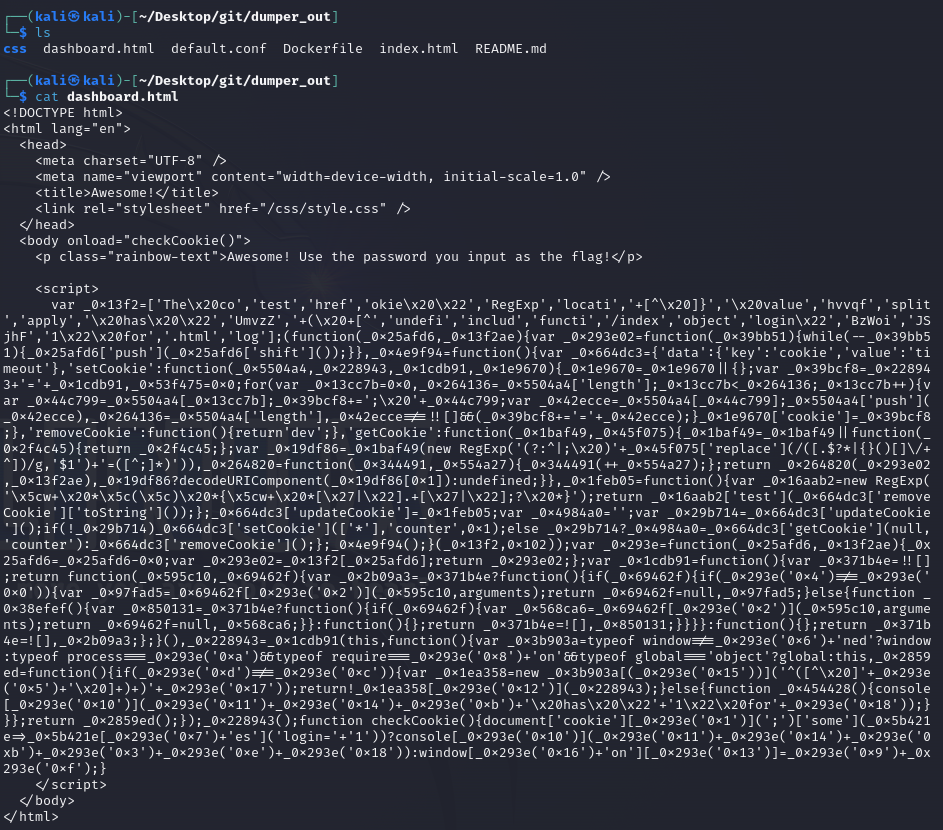 ┌──(kali㉿kali)-[~/Desktop/git/dumper_out]
└─$ ls
css  dashboard.html  default.conf  Dockerfile  index.html  README.md

┌──(kali㉿kali)-[~/Desktop/git/dumper_out]
└─$ cat dashboard.html
<!DOCTYPE html>
<html lang="en">
  <head>
    <meta charset="UTF-8" />
    <meta name="viewport" content="width=device-width, initial-scale=1.0" />
    <title>Awesome!</title>
    <link rel="stylesheet" href="/css/style.css" />
  </head>
  <body onload="checkCookie()">
    <p class="rainbow-text">Awesome! Use the password you input as the flag!</p>

    <script>
      var _0×13f2=['The\x20co','test','href','okie\x20\x22','RegExp','locati','+[^\x20]}','\x20value','hvvqf','split
','apply','\x20has\x20\x22','UmvzZ','+(\x20+[^','undefi','includ','functi','/index','object','login\x22','BzWoi','JS
jhF','1\x22\x20for','.html','log'];(function(_0×25afd6,_0×13f2ae){var _0×293e02=function(_0×39bb51){while(--_0×39bb5
1){_0×25afd6['push'](_0×25afd6['shift']());}},_0×4e9f94=function(){var _0×664dc3={'data':{'key':'cookie','value':'ti
meout'},'setCookie':function(_0×5504a4,_0×228943,_0×1cdb91,_0×1e9670){_0×1e9670=_0×1e9670||{};var _0×39bcf8=_0×22894
3+'='+_0×1cdb91,_0×53f475=0×0;for(var _0×13cc7b=0×0,_0×264136=_0×5504a4['length'];_0×13cc7b<_0×264136;_0×13cc7b++){v
ar _0×44c799=_0×5504a4[_0×13cc7b];_0×39bcf8+=';\x20'+_0×44c799;var _0×42ecce=_0×5504a4[_0×44c799];_0×5504a4['push'](
_0×42ecce),_0×264136=_0×5504a4['length'],_0×42ecce!==!![]&&(_0×39bcf8+='='+_0×42ecce);}_0×1e9670['cookie']=_0×39bcf8
;},'removeCookie':function(){return'dev';},'getCookie':function(_0×1baf49,_0×45f075){_0×1baf49=_0×1baf49||function(_
0×2f4c45){return _0×2f4c45;};var _0×19df86=_0×1baf49(new RegExp('(?:^|;\x20)'+_0×45f075['replace'](/([.$?*|{}()[]\/+
^])/g,'$1')+'=([^;]*)')),_0×264820=function(_0×344491,_0×554a27){_0×344491(++_0×554a27);};return _0×264820(_0×293e02
,_0×13f2ae),_0×19df86?decodeURIComponent(_0×19df86[0×1]):undefined;}},_0×1feb05=function(){var _0×16aab2=new RegExp(
'\x5cw+\x20*\x5c(\x5c)\x20*{\x5cw+\x20*[\x27|\x22].+[\x27|\x22];?\x20*}');return _0×16aab2['test'](_0×664dc3['remove
Cookie']['toString']());};_0×664dc3['updateCookie']=_0×1feb05;var _0×4984a0='';var _0×29b714=_0×664dc3['updateCookie
']();if(!_0×29b714)_0×664dc3['setCookie'](['*'],'counter',0×1);else _0×29b714?_0×4984a0=_0×664dc3['getCookie'](null,
'counter'):_0×664dc3['removeCookie']();};_0×4e9f94();}(_0×13f2,0×102));var _0×293e=function(_0×25afd6,_0×13f2ae){_0×
25afd6=_0×25afd6-0×0;var _0×293e02=_0×13f2[_0×25afd6];return _0×293e02;};var _0×1cdb91=function(){var _0×371b4e=!![]
;return function(_0×595c10,_0×69462f){var _0×2b09a3=_0×371b4e?function(){if(_0×69462f){if(_0×293e('0×4')!==_0×293e('
0×0')){var _0×97fad5=_0×69462f[_0×293e('0×2')](_0×595c10,arguments);return _0×69462f=null,_0×97fad5;}else{function _
0×38efef(){var _0×850131=_0×371b4e?function(){if(_0×69462f){var _0×568ca6=_0×69462f[_0×293e('0×2')](_0×595c10,argume
nts);return _0×69462f=null,_0×568ca6;}}:function(){};return _0×371b4e=![],_0×850131;}}}}:function(){};return _0×371b
4e=![],_0×2b09a3;};}(),_0×228943=_0×1cdb91(this,function(){var _0×3b903a=typeof window!==_0×293e('0×6')+'ned'?window
:typeof process===_0×293e('0×a')&&typeof require===_0×293e('0×8')+'on'&&typeof global==='object'?global:this,_0×2859
ed=function(){if(_0×293e('0×d')!==_0×293e('0×c')){var _0×1ea358=new _0×3b903a[(_0×293e('0×15'))]('^([^\x20]'+_0×293e
('0×5')+'\x20]+)+)'+_0×293e('0×17'));return!_0×1ea358[_0×293e('0×12')](_0×228943);}else{function _0×454428(){console
[_0×293e('0×10')](_0×293e('0×11')+_0×293e('0×14')+_0×293e('0×b')+'\x20has\x20\x22'+'1\x22\x20for'+_0×293e('0×18'));}
}};return _0×2859ed();});_0×228943();function checkCookie(){document['cookie'][_0×293e('0×1')](';')['some'](_0×5b421
e=>_0×5b421e[_0×293e('0×7')+'es']('login='+'1'))?console[_0×293e('0×10')](_0×293e('0×11')+_0×293e('0×14')+_0×293e('0
×b')+_0×293e('0×3')+_0×293e('0×e')+_0×293e('0×18')):window[_0×293e('0×16')+'on'][_0×293e('0×13')]=_0×293e('0×9')+_0×
293e('0×f');}
    </script>
  </body>
</html>